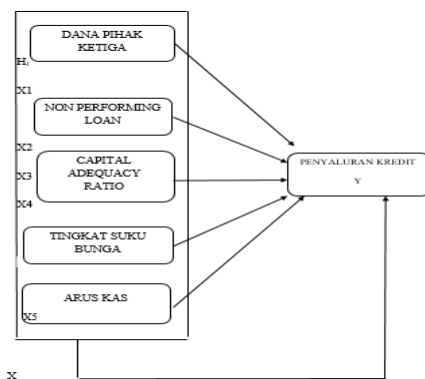 DANA PIHAK
KETIGA
H₁
X1
NON PERFORMING
LOAN
X2
CAPITAL
ADEQUACY
RATIO
X3
X4
PENYALURAN KREDIT
Y
TINGKAT SUKU
BUNGA
ARUS KAS
X5
X